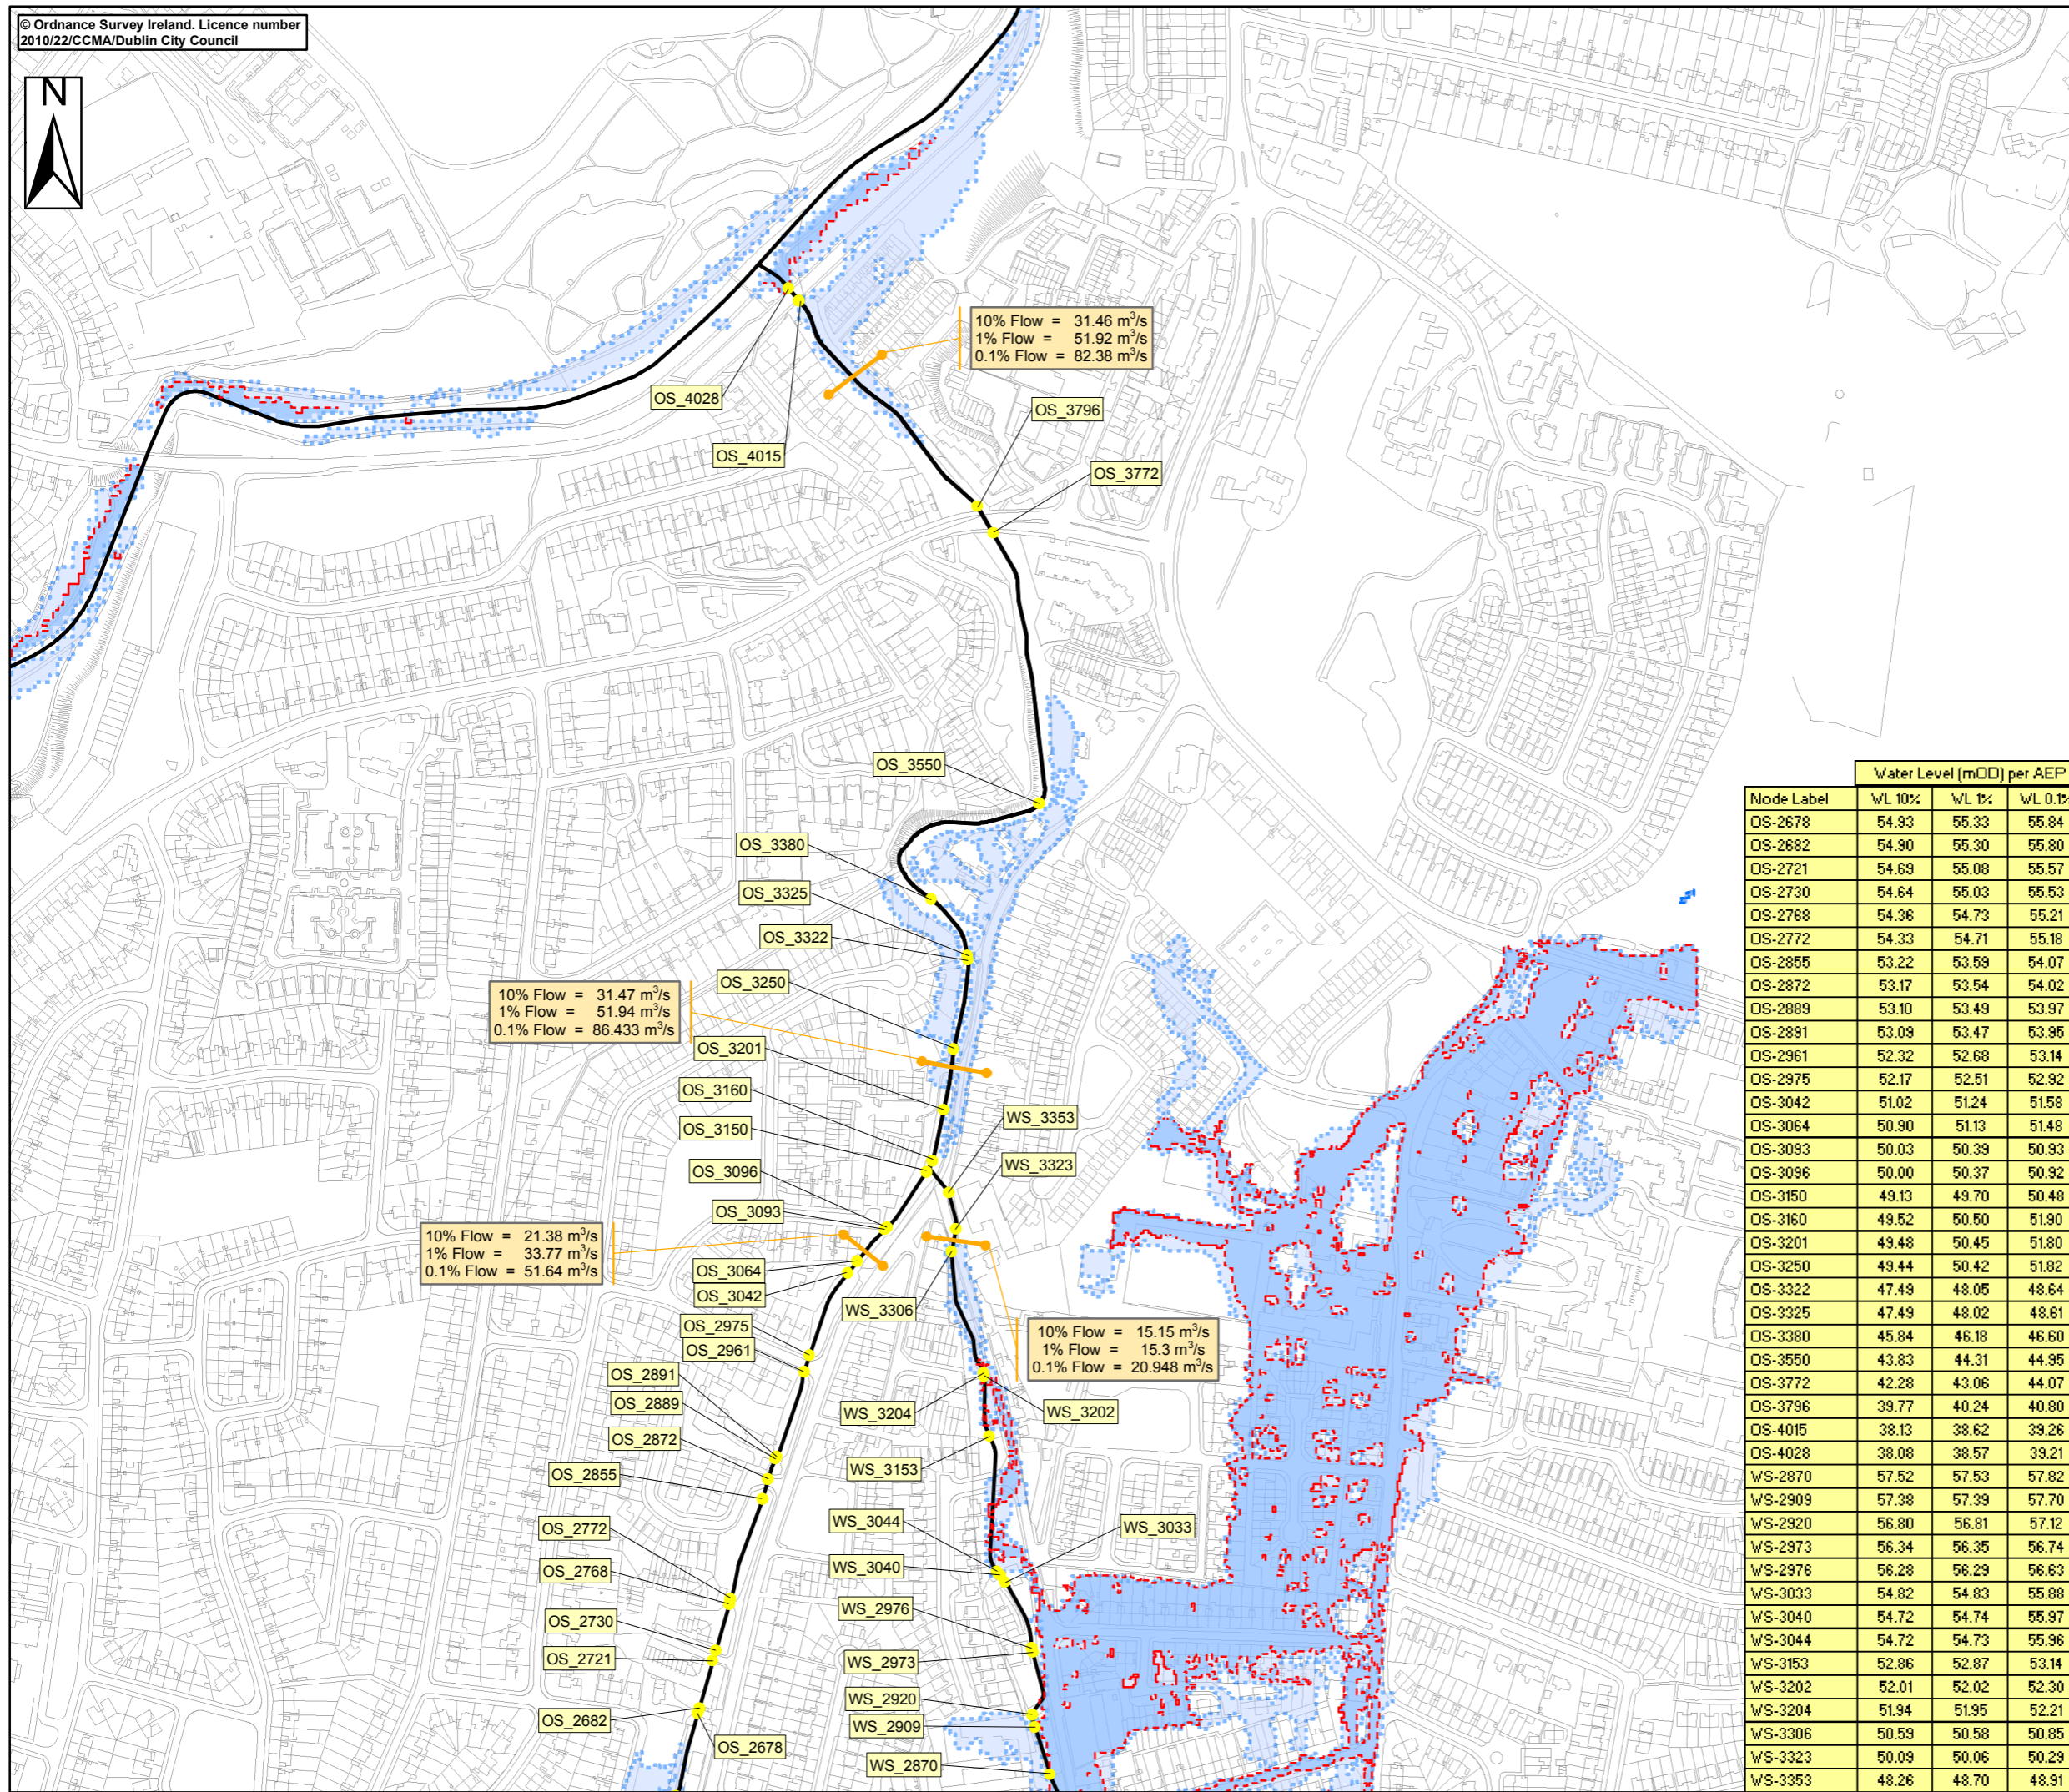 © Ordnance Survey Ireland. Licence number
2010/22/CCMA/Dublin City Council
N
10% Flow = 31.46 m³/s
1% Flow = 51.92 m³/s
0.1% Flow = 82.38 m³/s
OS_4028
OS_3796
OS_4015
OS_3772
OS_3550
OS_3380
OS_3325
OS_3322
OS_3250
10% Flow = 31.47 m³/s
1% Flow = 51.94 m³/s
0.1% Flow = 86.433 m³/s
OS_3201
OS_3160
WS_3353
OS_3150
WS_3323
OS_3096
OS_3093
10% Flow = 21.38 m³/s
1% Flow = 33.77 m³/s
0.1% Flow = 51.64 m³/s
OS_3064
OS_3042
WS_3306
OS_2975
10% Flow = 15.15 m³/s
1% Flow = 15.3 m³/s
0.1% Flow = 20.948 m³/s
OS_2961
OS_2891
OS_2889
WS_3204
WS_3202
OS_2872
WS_3153
OS_2855
OS_2772
WS_3044
WS_3033
OS_2768
WS_3040
OS_2730
WS_2976
OS_2721
WS_2973
OS_2682
WS_2920
WS_2909
OS_2678
WS_2870
Water Level (mOD) per AEP
Node Label WL 10% WL 1% WL 0.1%
OS-2678 54.93 55.33 55.84
OS-2682 54.90 55.30 55.80
OS-2721 54.69 55.08 55.57
OS-2730 54.64 55.03 55.53
OS-2768 54.36 54.73 55.21
OS-2772 54.33 54.71 55.18
OS-2855 53.22 53.59 54.07
OS-2872 53.17 53.54 54.02
OS-2889 53.10 53.49 53.97
OS-2891 53.09 53.47 53.95
OS-2961 52.32 52.68 53.14
OS-2975 52.17 52.51 52.92
OS-3042 51.02 51.24 51.58
OS-3064 50.90 51.13 51.48
OS-3093 50.03 50.39 50.93
OS-3096 50.00 50.37 50.92
OS-3150 49.13 49.70 50.48
OS-3160 49.52 50.50 51.90
OS-3201 49.48 50.45 51.80
OS-3250 49.44 50.42 51.82
OS-3322 47.49 48.05 48.64
OS-3325 47.49 48.02 48.61
OS-3380 45.84 46.18 46.60
OS-3550 43.83 44.31 44.95
OS-3772 42.28 43.06 44.07
OS-3796 39.77 40.24 40.80
OS-4015 38.13 38.62 39.26
OS-4028 38.08 38.57 39.21
WS-2870 57.52 57.53 57.82
WS-2909 57.38 57.39 57.70
WS-2920 56.80 56.81 57.12
WS-2973 56.34 56.35 56.74
WS-2976 56.28 56.29 56.63
WS-3033 54.82 54.83 55.88
WS-3040 54.72 54.74 55.97
WS-3044 54.72 54.73 55.96
WS-3153 52.86 52.87 53.14
WS-3202 52.01 52.02 52.30
WS-3204 51.94 51.95 52.21
WS-3306 50.59 50.58 50.85
WS-3323 50.09 50.06 50.29
WS-3353 48.26 48.70 48.91